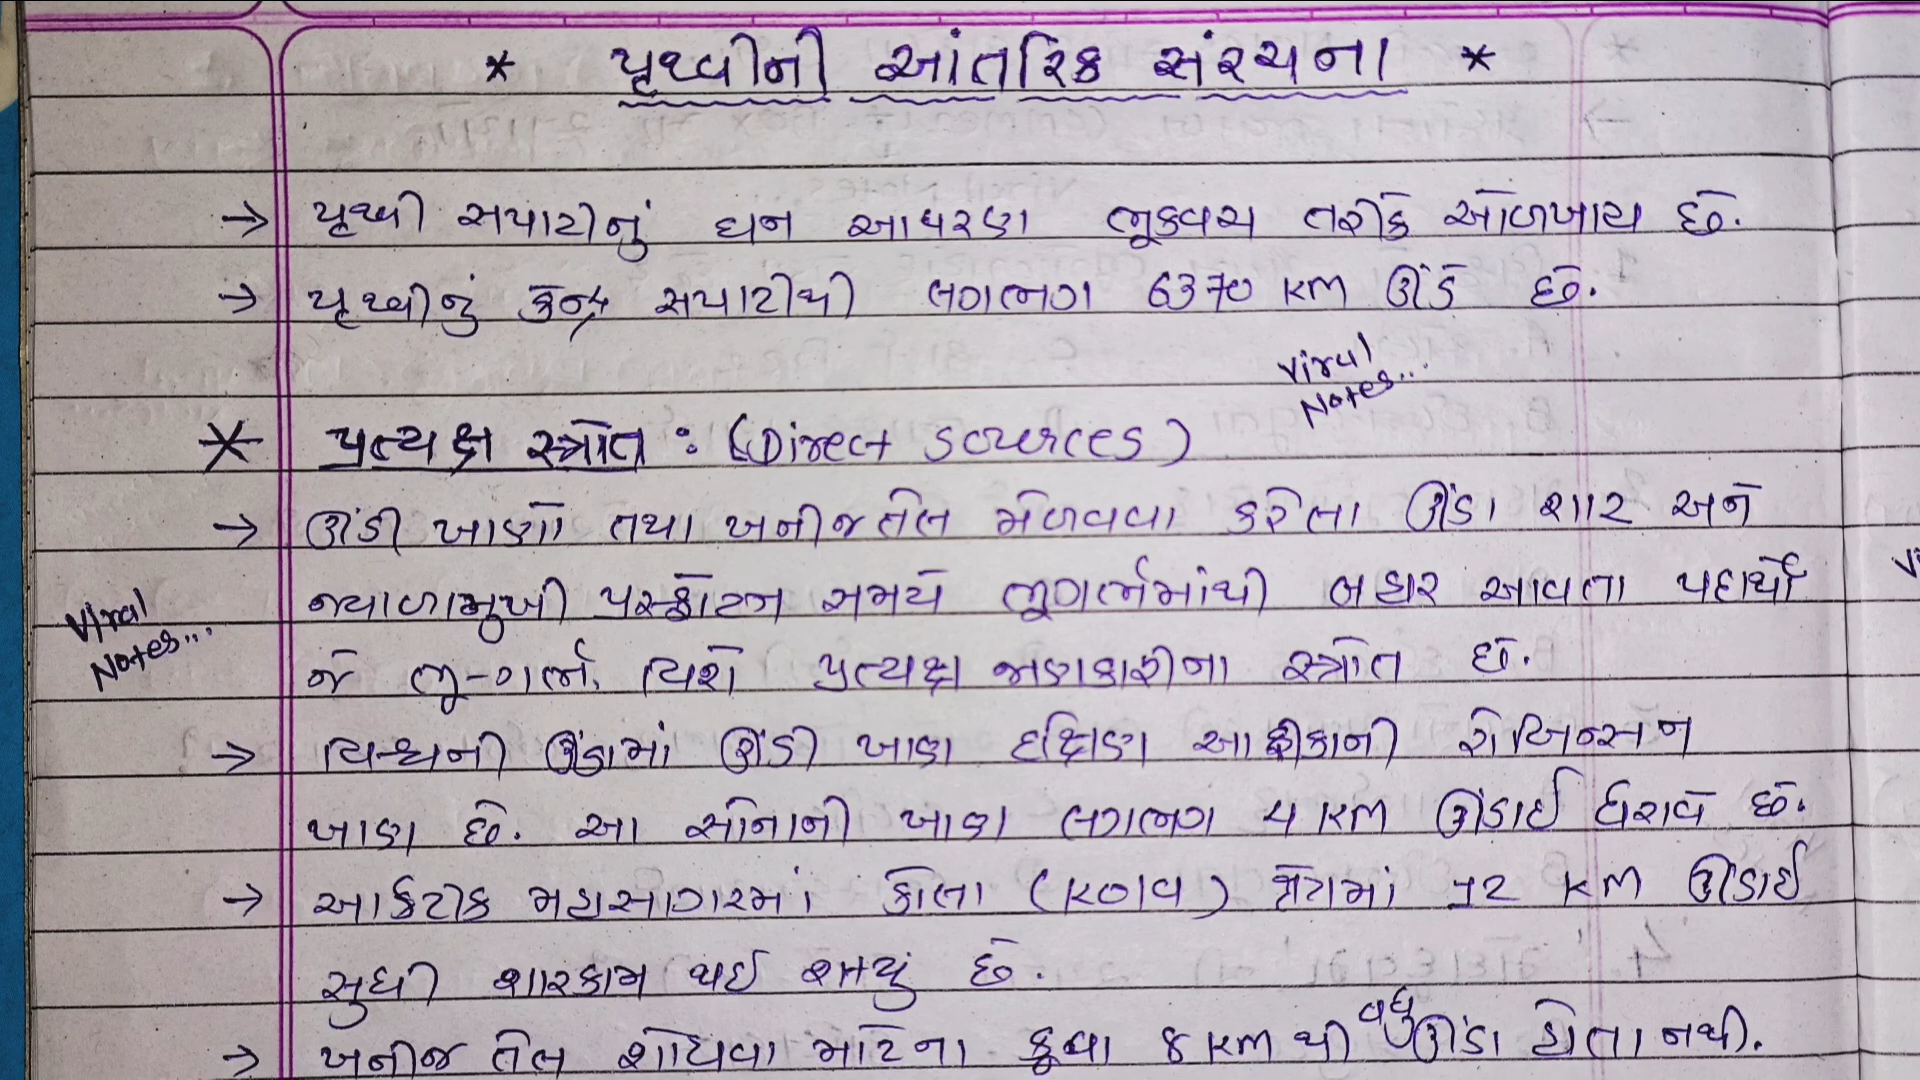 * પૃથ્વીની આંતરિક સંરચના *
→ પૃથ્વી સપાટીનું ઘન આવરણ ભૂકવચ તરીકે ઓળખાય છે.
→ પૃથ્વીનું કેન્દ્ર સપાટીથી લગભગ 6370 KM ઊંડે છે.
Viral
Notes...
* પ્રત્યક્ષ સ્ત્રોત : (Direct Sources)
→ ઊંડી ખાણો તથા ખનીજતેલ મેળવવા કરેલા ઊંડા શાર અને
જ્વાળામુખી પ્રસ્ફોટન સમયે ભૂગર્ભમાંથી બહાર આવતા પદાર્થો
Viral
Notes...
જે ભૂ-ગર્ભ વિશે પ્રત્યક્ષ જાણકારીના સ્ત્રોત છે.
→ વિશ્વની ઊંડામાં ઊંડી ખાણ દક્ષિણ આફ્રીકાની રોબિન્સન
ખાણ છે. આ સોનાની ખાણ લગભગ 4 KM ઊંડાઈ ધરાવે છે.
→ આર્કટીક મહાસાગરમાં કોલા (KOLA) ક્ષેત્રમાં 12 KM ઊંડાઈ
સુધી શારકામ થઈ શક્યું છે.
→ ખનીજ તેલ શોધવા માટેના કૂવા 8 KM થી વધુ ઊંડા હોતા નથી.